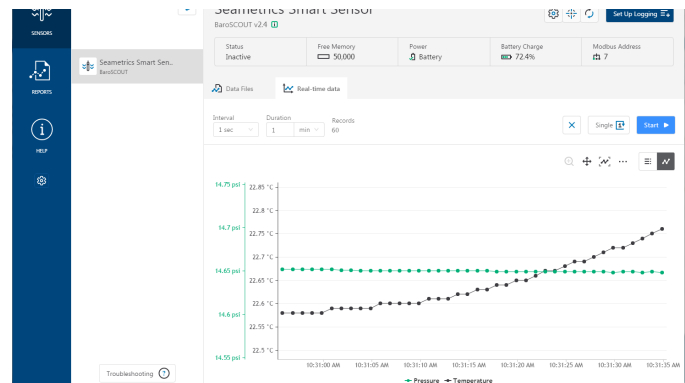 Seametrics Smart Sensor
BaroSCOUT v2.4
Set Up Logging
SENSORS
Status
Inactive
Free Memory
50,000
Power
Battery
Battery Charge
72.4%
Modbus Address
7
Seametrics Smart Sen..
BaroSCOUT
REPORTS
Data Files
Real-time data
Interval
1 sec
Duration
1 min
Records
60
Single
Start
HELP
14.75 psi
14.7 psi
14.65 psi
14.6 psi
14.55 psi
22.85 °C
22.8 °C
22.75 °C
22.7 °C
22.65 °C
22.6 °C
22.55 °C
22.5 °C
10:31:00 AM 10:31:05 AM 10:31:10 AM 10:31:15 AM 10:31:20 AM 10:31:25 AM 10:31:30 AM 10:31:35 AM
Pressure Temperature
Troubleshooting ?